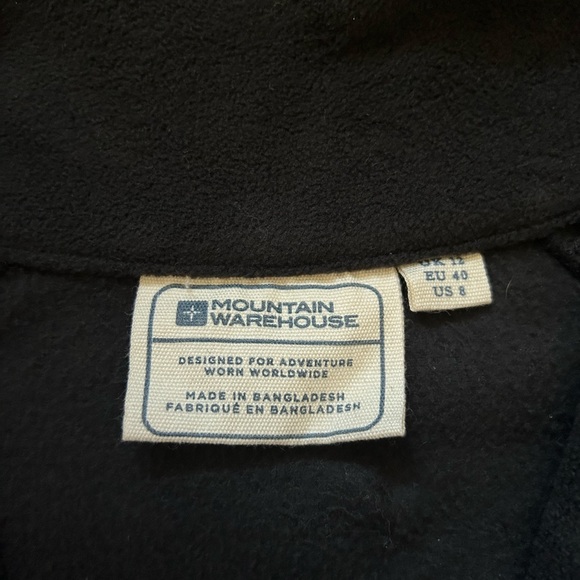 MOUNTAIN
WAREHOUSE
DESIGNED FOR ADVENTURE
WORN WORLDWIDE
MADE IN BANGLADESH
FABRIQUÉ EN BANGLADESH
UK 12
EU 40
US 8